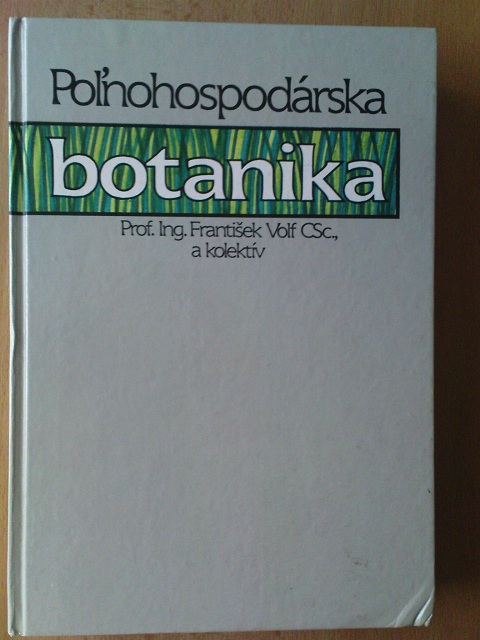 Poľnohospodárska
botanika
Prof. Ing. František Volf CSc.,
a kolektív